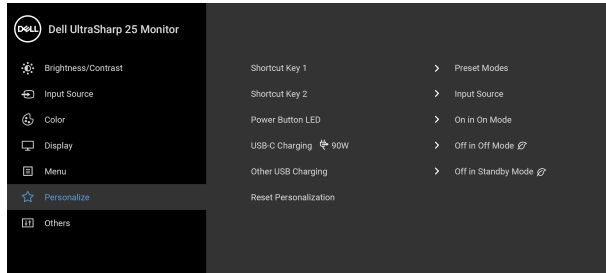 DELL Dell UltraSharp 25 Monitor
Brightness/Contrast
Input Source
Color
Display
Menu
Personalize
Others
Shortcut Key 1 Preset Modes
Shortcut Key 2 Input Source
Power Button LED On in On Mode
USB-C Charging 90W Off in Off Mode
Other USB Charging Off in Standby Mode
Reset Personalization